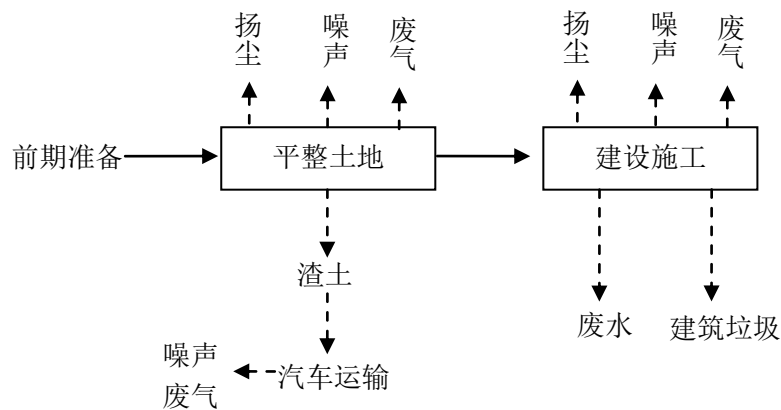 扬尘
噪声
废气
扬尘
噪声
废气
前期准备
平整土地
建设施工
渣土
废水
建筑垃圾
噪声
废气
汽车运输